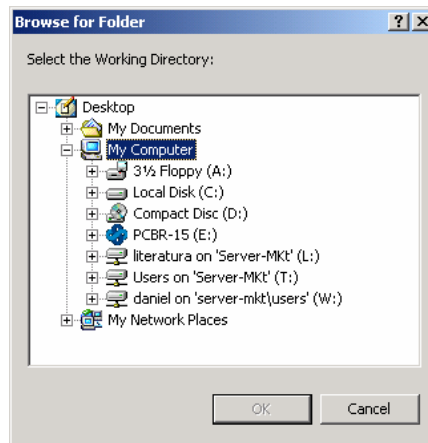 Browse for Folder
Select the Working Directory:
Desktop
My Documents
My Computer
3½ Floppy (A:)
Local Disk (C:)
Compact Disc (D:)
PCBR-15 (E:)
literatura on 'Server-MKt' (L:)
Users on 'Server-MKt' (T:)
daniel on 'server-mkt\users' (W:)
My Network Places
OK
Cancel